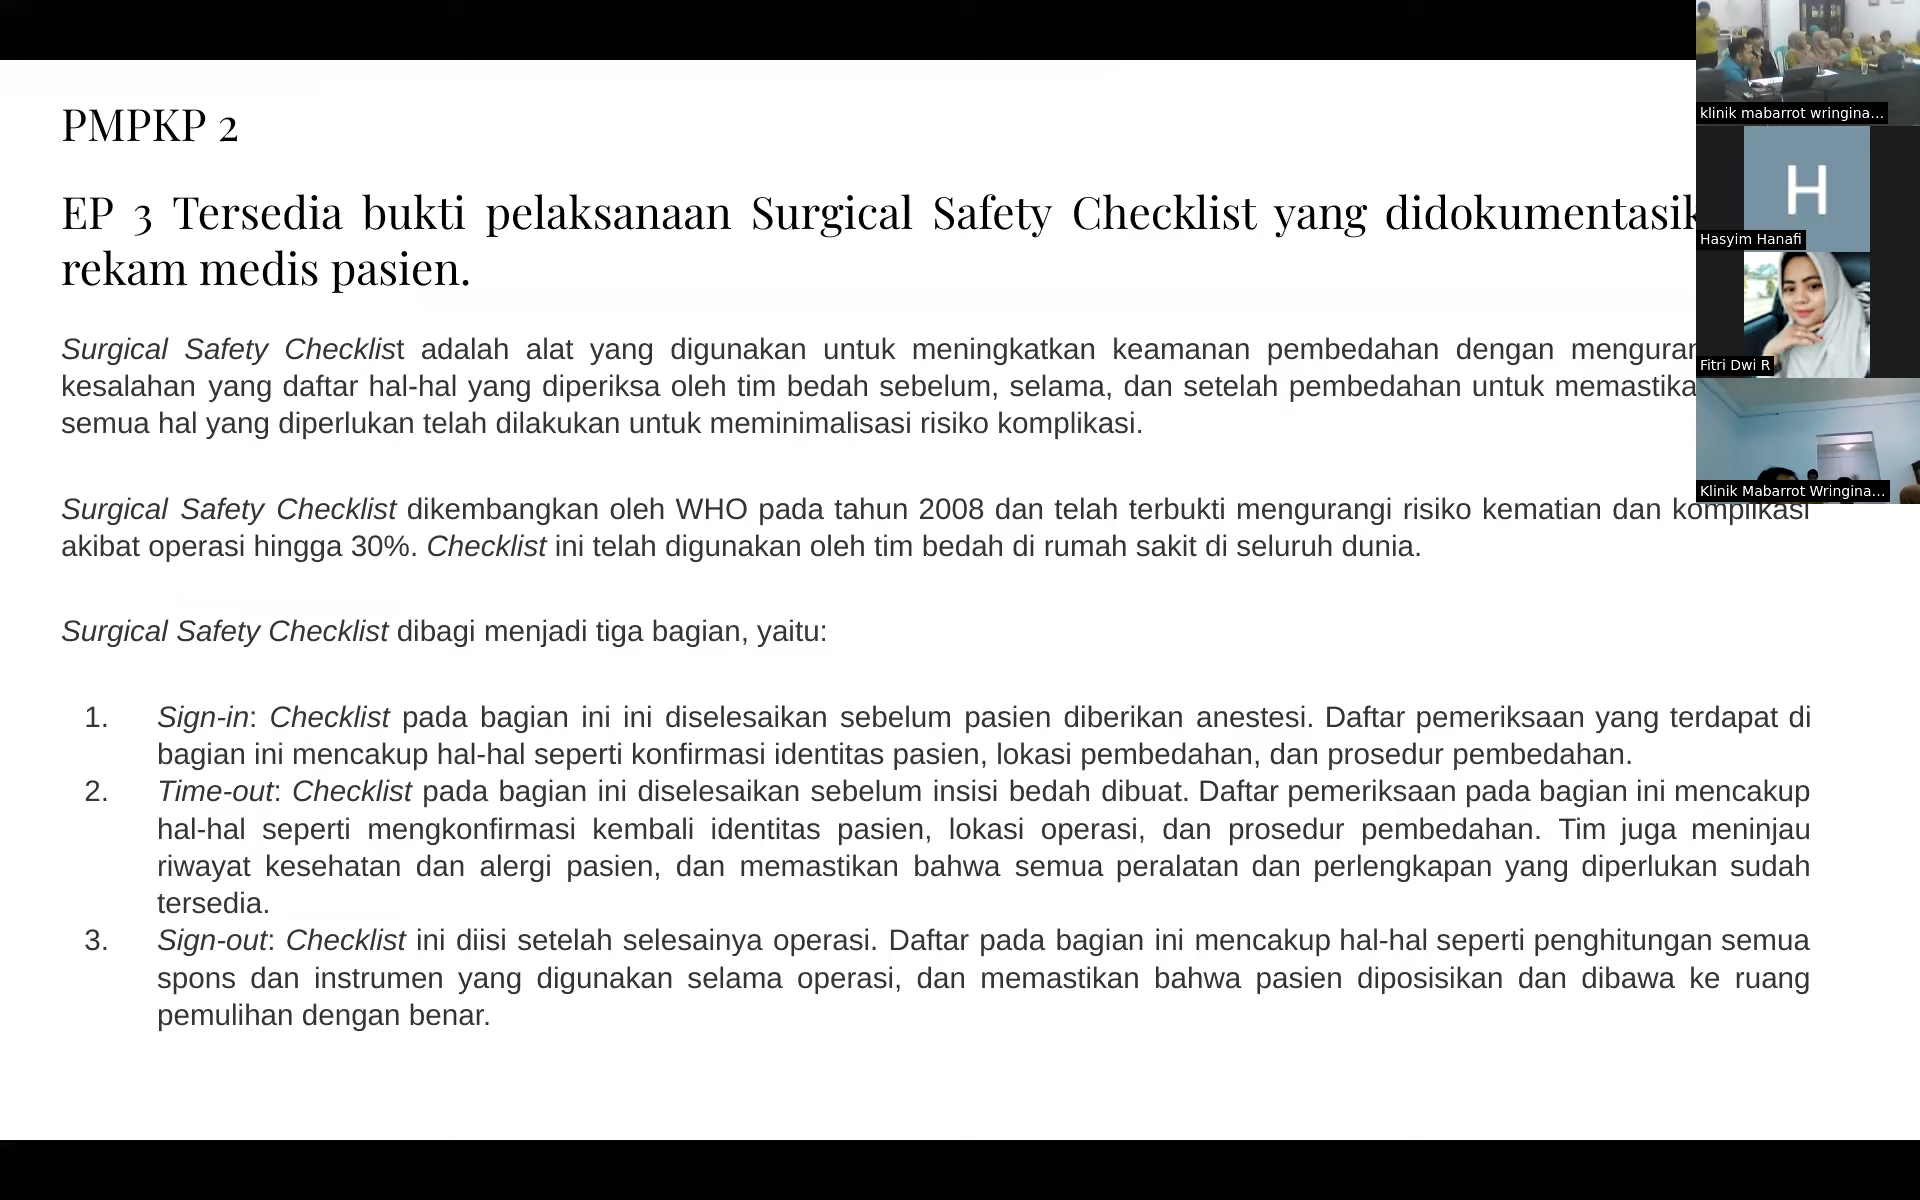 PMPKP 2
EP 3 Tersedia bukti pelaksanaan Surgical Safety Checklist yang
rekam medis pasien.
Surgical Safety Checklist adalah alat yang digunakan untuk meningkatkan keamanan pembedahan dengan
kesalahan yang daftar hal-hal yang diperiksa oleh tim bedah sebelum, selama, dan setelah pembedahan untuk
semua hal yang diperlukan telah dilakukan untuk meminimalisasi risiko komplikasi.
Surgical Safety Checklist dikembangkan oleh WHO pada tahun 2008 dan telah terbukti mengurangi risiko kematian dan komplikasi
akibat operasi hingga 30%. Checklist ini telah digunakan oleh tim bedah di rumah sakit di seluruh dunia.
Surgical Safety Checklist dibagi menjadi tiga bagian, yaitu:
1. Sign-in: Checklist pada bagian ini ini diselesaikan sebelum pasien diberikan anestesi. Daftar pemeriksaan yang terdapat di
bagian ini mencakup hal-hal seperti konfirmasi identitas pasien, lokasi pembedahan, dan prosedur pembedahan.
2. Time-out: Checklist pada bagian ini diselesaikan sebelum insisi bedah dibuat. Daftar pemeriksaan pada bagian ini mencakup
hal-hal seperti mengkonfirmasi kembali identitas pasien, lokasi operasi, dan prosedur pembedahan. Tim juga meninjau
riwayat kesehatan dan alergi pasien, dan memastikan bahwa semua peralatan dan perlengkapan yang diperlukan sudah
tersedia.
3. Sign-out: Checklist ini diisi setelah selesainya operasi. Daftar pada bagian ini mencakup hal-hal seperti penghitungan semua
spons dan instrumen yang digunakan selama operasi, dan memastikan bahwa pasien diposisikan dan dibawa ke ruang
pemulihan dengan benar.
klinik mabarrot wringina...
H
Hasyim Hanafi
Fitri Dwi R
Klinik Mabarrot Wringina...